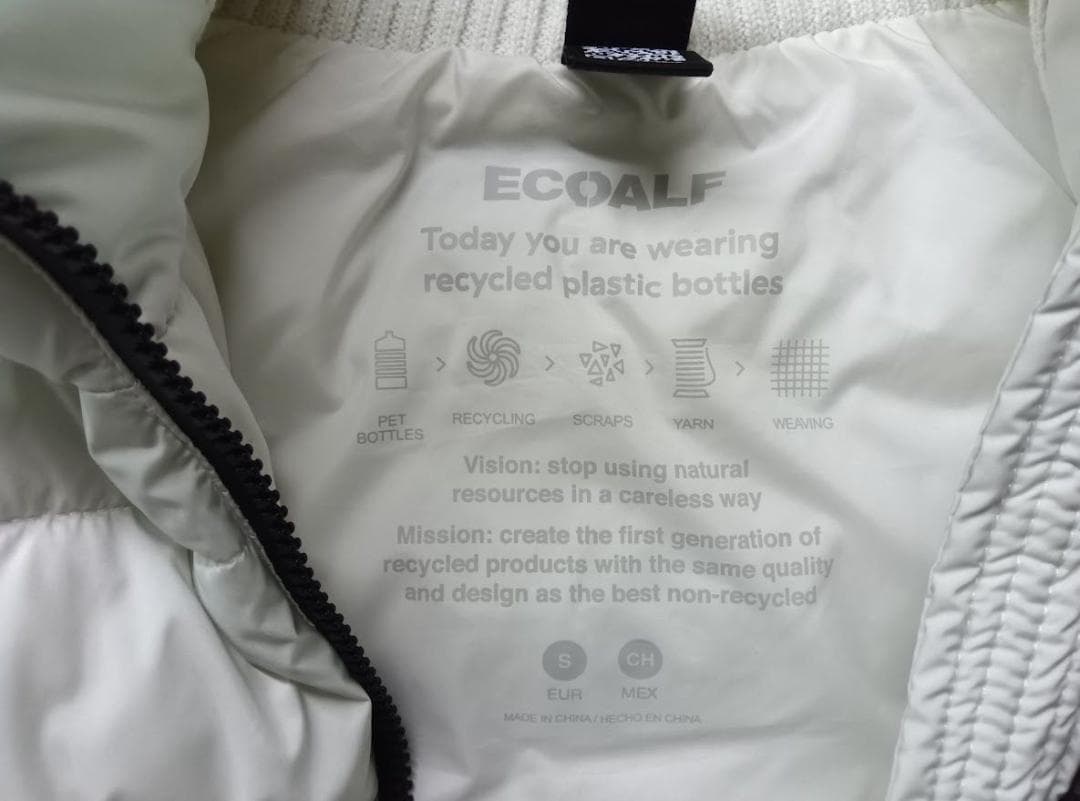 ECOALF
Today you are wearing
recycled plastic bottles
PET
BOTTLES
RECYCLING
SCRAPS
YARN
WEAVING
Vision: stop using natural
resources in a careless way
Mission: create the first generation of
recycled products with the same quality
and design as the best non-recycled
S
CH
EUR
MEX
MADE IN CHINA / HECHO EN CHINA